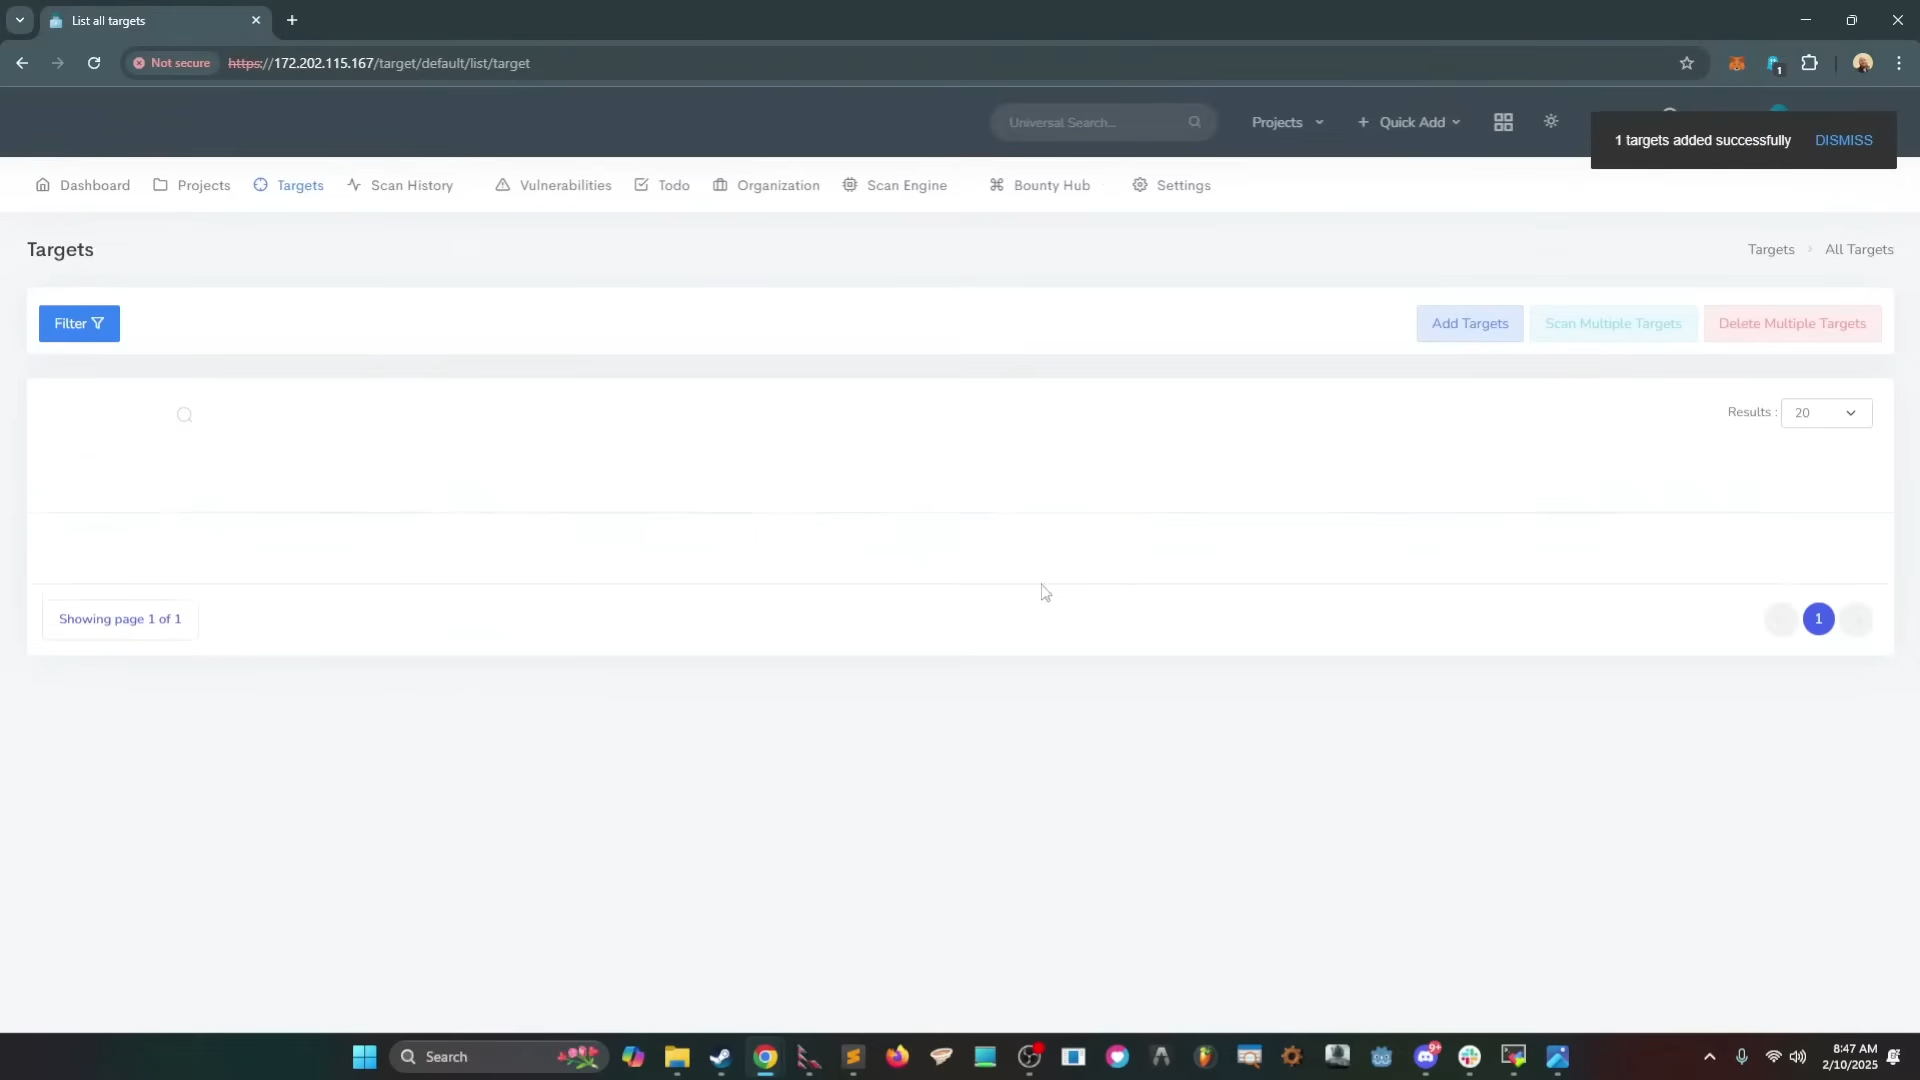 List all targets
Not secure
https://172.202.115.167/target/default/list/target
1
Universal Search...
Projects
Quick Add
1 targets added successfully
DISMISS
Dashboard
Projects
Targets
Scan History
Vulnerabilities
Todo
Organization
Scan Engine
Bounty Hub
Settings
Targets
Targets
All Targets
Filter
Add Targets
Scan Multiple Targets
Delete Multiple Targets
Results :
20
Showing page 1 of 1
1
Search
9+
8:47 AM
2/10/2025